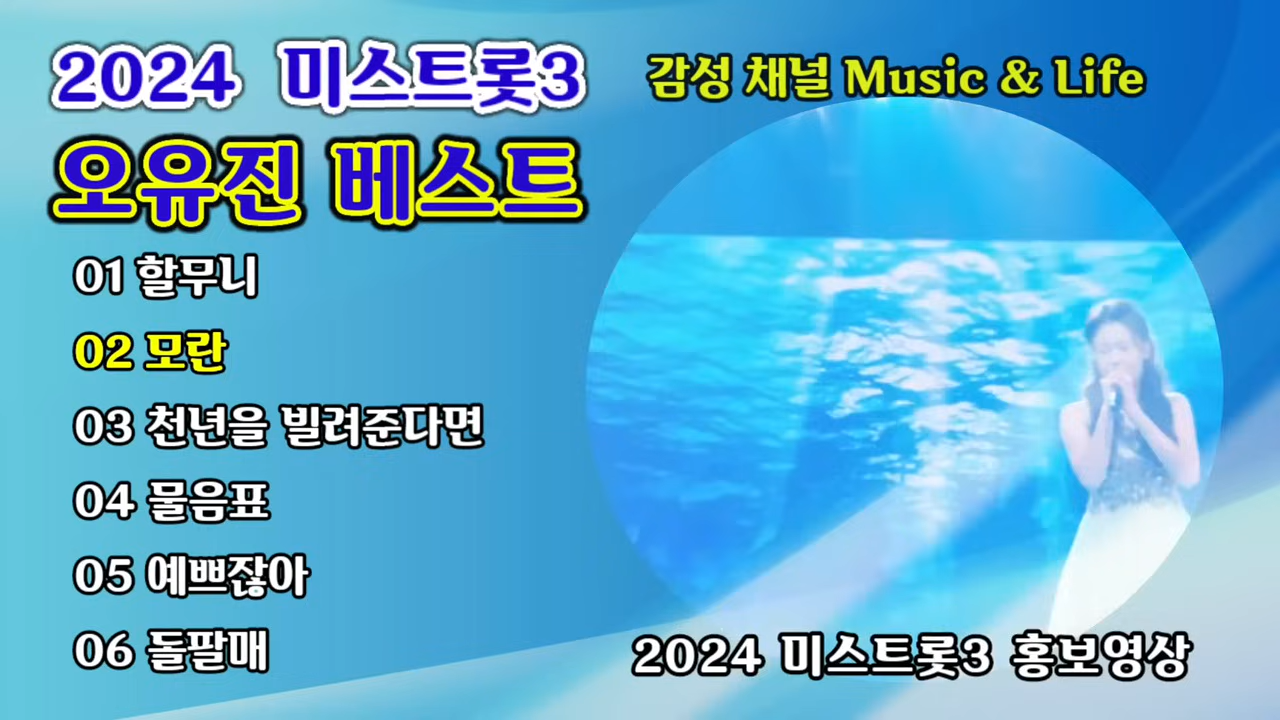 2024 미스트롯3
감성 채널 Music & Life
오유진 베스트
01 할무니
02 모란
03 천년을 빌려준다면
04 물음표
05 예쁘잖아
06 돌팔매
2024 미스트롯3 홍보영상